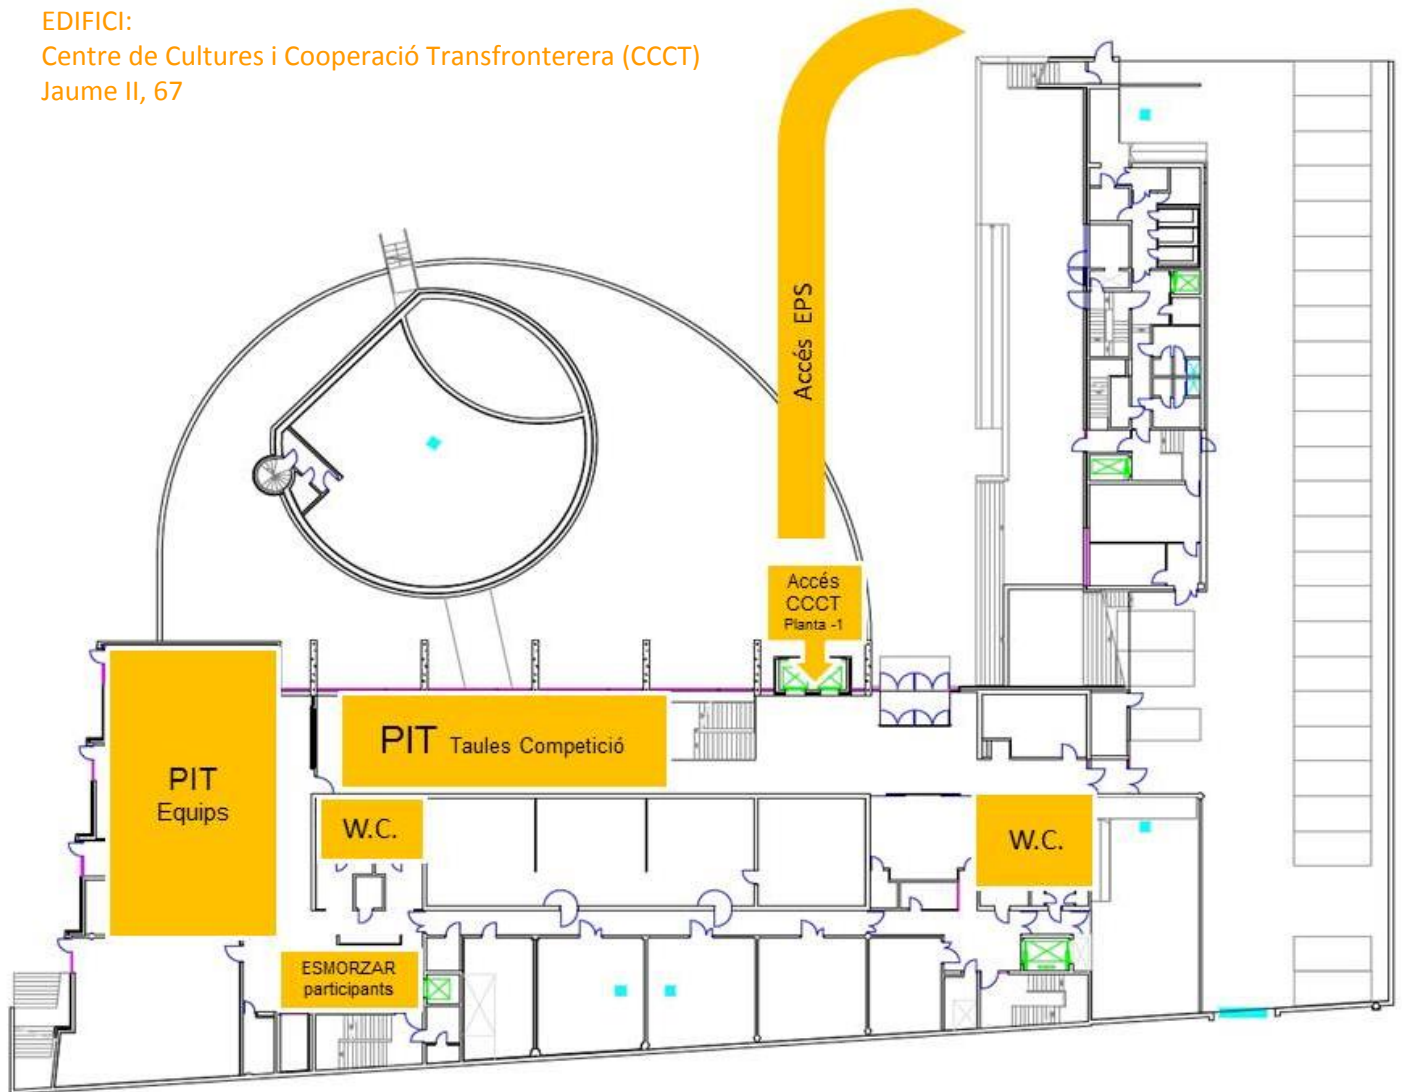 EDIFICI:
Centre de Cultures i Cooperació Transfronterera (CCCT)
Jaume II, 67
Accés EPS
Accés
CCCT
Planta -1
PIT
Equips
PIT Taules Competició
W.C.
W.C.
ESMORZAR
participants